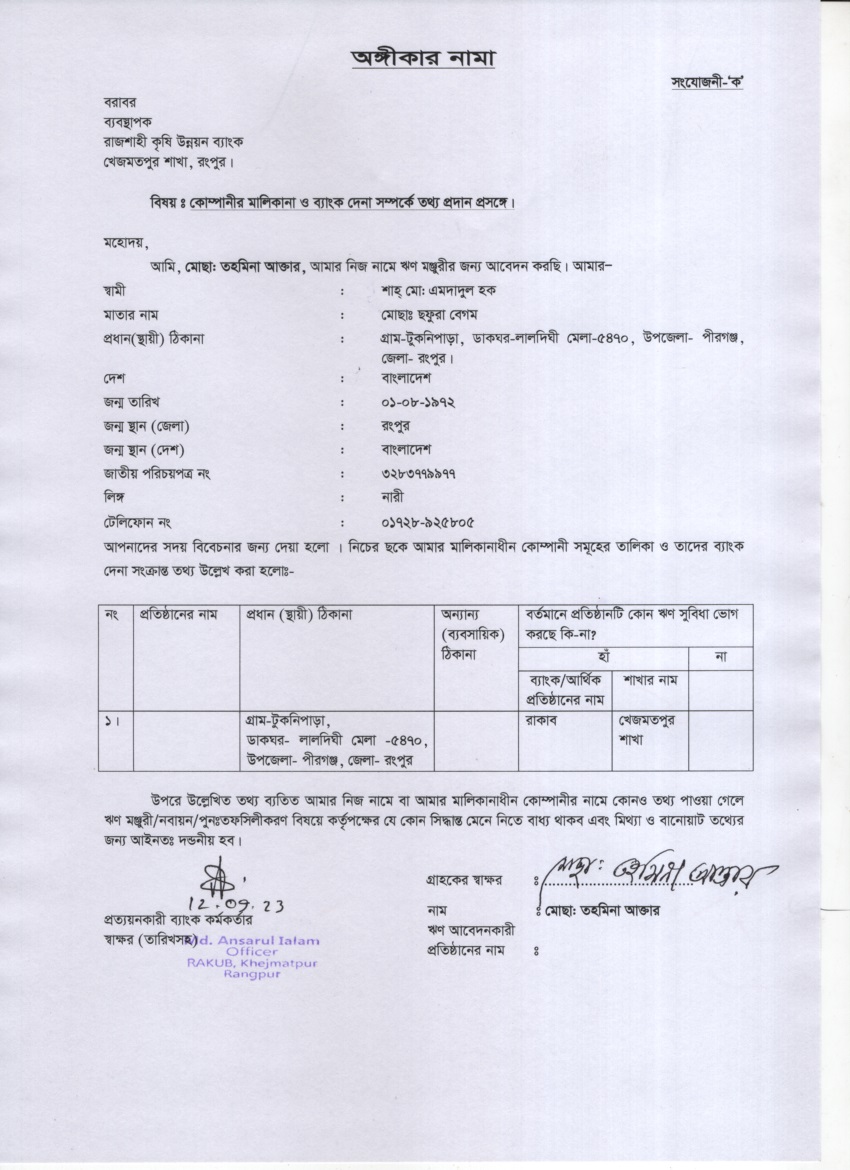 অঙ্গীকার নামা
সংযোজনী-'ক'
বরাবর
ব্যবস্থাপক
রাজশাহী কৃষি উন্নয়ন ব্যাংক
খেজমতপুর শাখা, রংপুর।
বিষয় ঃ কোম্পানীর মালিকানা ও ব্যাংক দেনা সম্পর্কে তথ্য প্রদান প্রসঙ্গে।
মহোদয়,
আমি, মোছাঃ তহমিনা আক্তার, আমার নিজ নামে ঋণ মঞ্জুরীর জন্য আবেদন করছি। আমার–
স্বামী : শাহ্ মোঃ এমদাদুল হক
মাতার নাম : মোছাঃ ছফুরা বেগম
প্রধান(স্থায়ী) ঠিকানা : গ্রাম-টুকনিপাড়া, ডাকঘর-লালদিঘী মেলা-৫৪৭০, উপজেলা- পীরগঞ্জ,
জেলা- রংপুর।
দেশ : বাংলাদেশ
জন্ম তারিখ : ০১-০৮-১৯৭২
জন্ম স্থান (জেলা) : রংপুর
জন্ম স্থান (দেশ) : বাংলাদেশ
জাতীয় পরিচয়পত্র নং : ৩২৮৩৭৭৯৯৭৭
লিঙ্গ : নারী
টেলিফোন নং : ০১৭২৮-৯২৫৮০৫
আপনাদের সদয় বিবেচনার জন্য দেয়া হলো । নিচের ছকে আমার মালিকানাধীন কোম্পানী সমূহের তালিকা ও তাদের ব্যাংক
দেনা সংক্রান্ত তথ্য উল্লেখ করা হলোঃ-
নং প্রতিষ্ঠানের নাম প্রধান (স্থায়ী) ঠিকানা অন্যান্য বর্তমানে প্রতিষ্ঠানটি কোন ঋণ সুবিধা ভোগ
(ব্যবসায়িক) করছে কি-না?
ঠিকানা হাঁ না
ব্যাংক/আর্থিক শাখার নাম
প্রতিষ্ঠানের নাম
১। গ্রাম-টুকনিপাড়া, রাকাব খেজমতপুর
ডাকঘর- লালদিঘী মেলা -৫৪৭০, শাখা
উপজেলা- পীরগঞ্জ, জেলা- রংপুর
উপরে উল্লেখিত তথ্য ব্যতিত আমার নিজ নামে বা আমার মালিকানাধীন কোম্পানীর নামে কোনও তথ্য পাওয়া গেলে
ঋণ মঞ্জুরী/নবায়ন/পুনঃতফসিলীকরণ বিষয়ে কর্তৃপক্ষের যে কোন সিদ্ধান্ত মেনে নিতে বাধ্য থাকব এবং মিথ্যা ও বানোয়াট তথ্যের
জন্য আইনতঃ দন্ডনীয় হব।
গ্রাহকের স্বাক্ষর ঃ মোছা: তহমিনা আক্তার
12.09.23
প্রত্যয়নকারী ব্যাংক কর্মকর্তার নাম ঃ মোছাঃ তহমিনা আক্তার
ঋণ আবেদনকারী
স্বাক্ষর (তারিখসহ) প্রতিষ্ঠানের নাম ঃ
Md. Ansarul Islam
Officer
RAKUB, Khejmatpur
Rangpur